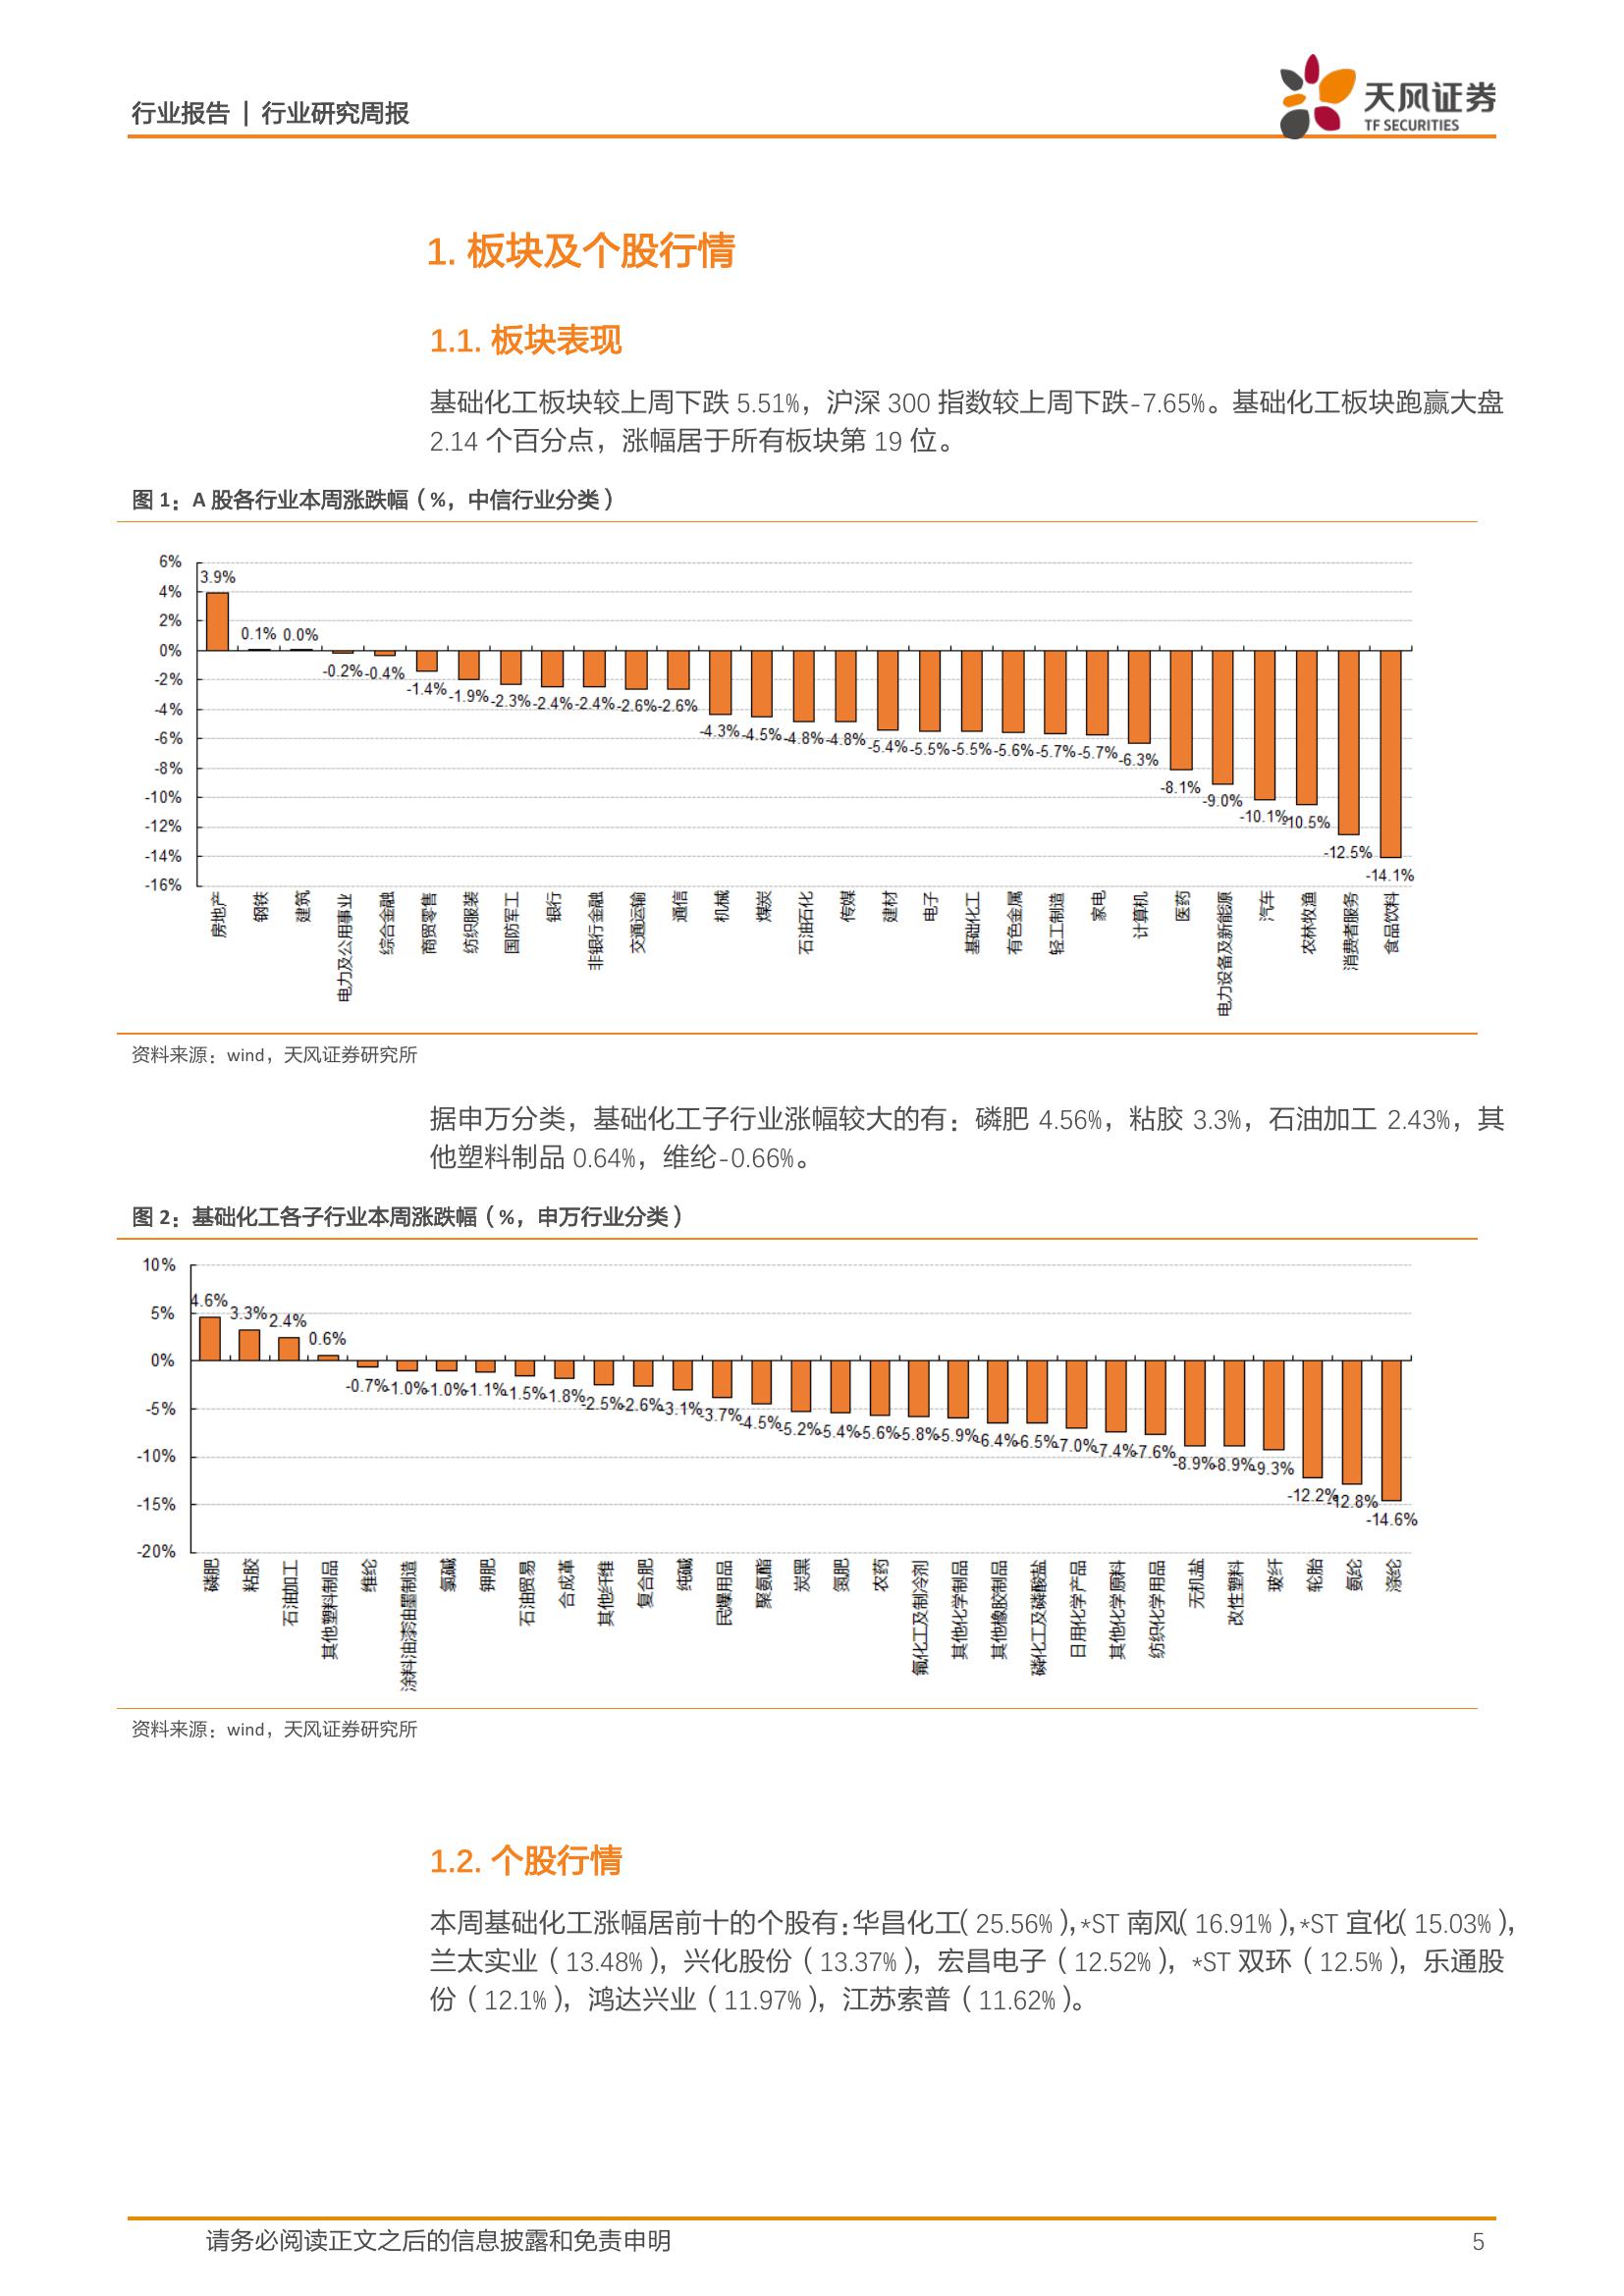 行业报告 | 行业研究周报
天风证券
TF SECURITIES
1. 板块及个股行情
1.1. 板块表现
基础化工板块较上周下跌 5.51%，沪深 300 指数较上周下跌-7.65%。基础化工板块跑赢大盘
2.14 个百分点，涨幅居于所有板块第 19 位。
图 1：A 股各行业本周涨跌幅（%，中信行业分类）
6%
4%
2%
0%
-2%
-4%
-6%
-8%
-10%
-12%
-14%
-16%
3.9% 0.1% 0.0% -0.2% -0.4% -1.4% -1.9% -2.3% -2.4% -2.4% -2.6% -2.6% -4.3% -4.5% -4.8% -4.8% -5.4% -5.5% -5.5% -5.6% -5.7% -5.7% -6.3% -8.1% -9.0% -10.1% -10.5% -12.5% -14.1%
房地产 钢铁 建筑 电力及公用事业 综合金融 商贸零售 纺织服装 国防军工 银行 非银行金融 交通运输 通信 机械 煤炭 石油石化 传媒 建材 电子 基础化工 有色金属 轻工制造 家电 计算机 医药 电力设备及新能源 汽车 农林牧渔 消费者服务 食品饮料
资料来源：wind，天风证券研究所
据申万分类，基础化工子行业涨幅较大的有：磷肥 4.56%，粘胶 3.3%，石油加工 2.43%，其
他塑料制品 0.64%，维纶-0.66%。
图 2：基础化工各子行业本周涨跌幅（%，申万行业分类）
10%
5%
0%
-5%
-10%
-15%
-20%
4.6% 3.3% 2.4% 0.6% -0.7% -1.0% -1.0% -1.1% -1.5% -1.8% -2.5% -2.6% -3.1% -3.7% -4.5% -5.2% -5.4% -5.6% -5.8% -5.9% -6.4% -6.5% -7.0% -7.4% -7.6% -8.9% -8.9% -9.3% -12.2% -12.8% -14.6%
磷肥 粘胶 石油加工 其他塑料制品 维纶 涂料油漆油墨制造 氯碱 钾肥 石油贸易 合成革 其他纤维 复合肥 纯碱 民爆用品 聚氨酯 炭黑 氮肥 农药 氟化工及制冷剂 其他化学制品 其他橡胶制品 磷化工及磷酸盐 日用化学产品 其他化学原料 纺织化学用品 无机盐 改性塑料 玻纤 轮胎 氨纶 涤纶
资料来源：wind，天风证券研究所
1.2. 个股行情
本周基础化工涨幅居前十的个股有：华昌化工（25.56%），*ST 南风（16.91%），*ST 宜化（15.03%），
兰太实业（13.48%），兴化股份（13.37%），宏昌电子（12.52%），*ST 双环（12.5%），乐通股
份（12.1%），鸿达兴业（11.97%），江苏索普（11.62%）。
请务必阅读正文之后的信息披露和免责申明 5